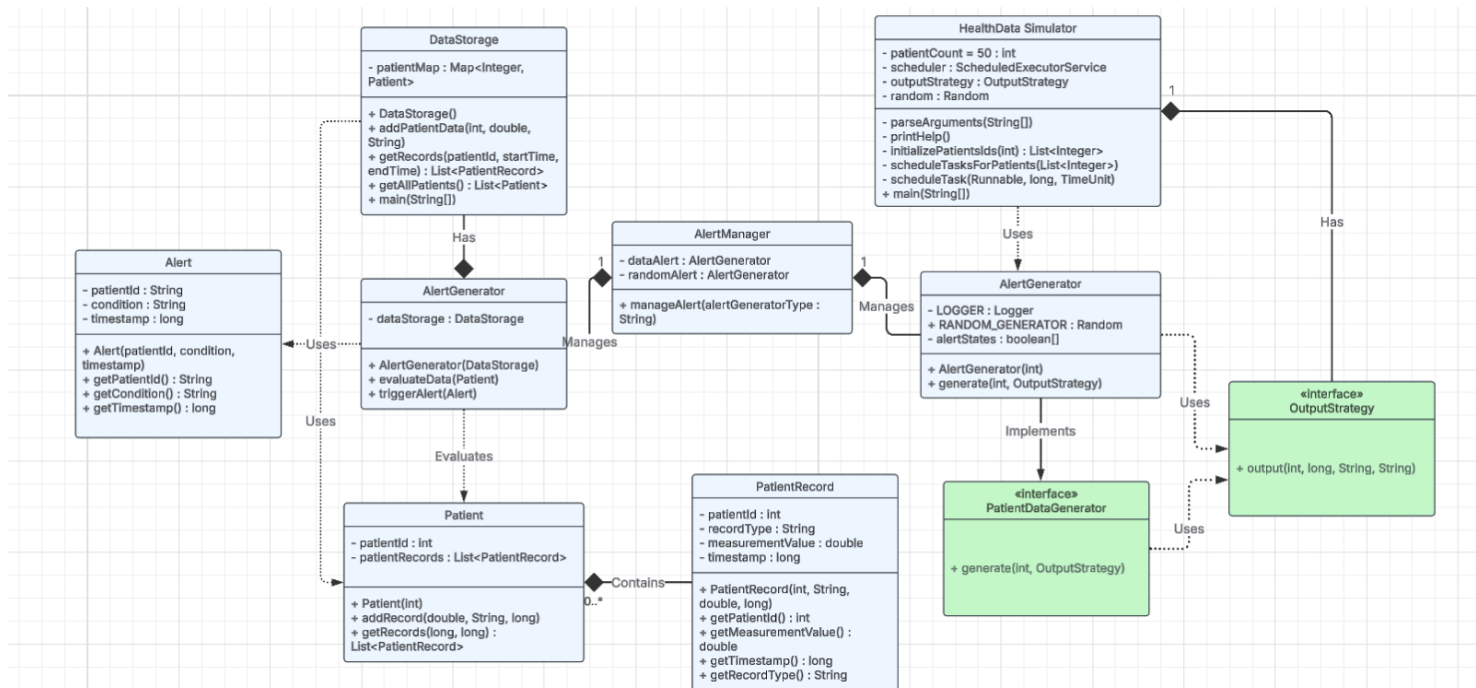 DataStorage
- patientMap : Map<Integer,
Patient>
+ DataStorage()
+ addPatientData(int, double,
String)
+ getRecords(patientId, startTime,
endTime) : List<PatientRecord>
+ getAllPatients() : List<Patient>
+ main(String[])
HealthData Simulator
- patientCount = 50 : int
- scheduler : ScheduledExecutorService
- outputStrategy : OutputStrategy
- random : Random
- parseArguments(String[])
- printHelp()
- initializePatientsIds(int) : List<Integer>
- scheduleTasksForPatients(List<Integer>)
- scheduleTask(Runnable, long, TimeUnit)
+ main(String[])
1
Has
Has
Uses
AlertManager
- dataAlert : AlertGenerator
- randomAlert : AlertGenerator
+ manageAlert(alertGeneratorType :
String)
1
1
Manages
Manages
Alert
- patientId : String
- condition : String
- timestamp : long
+ Alert(patientId, condition,
timestamp)
+ getPatientId() : String
+ getCondition() : String
+ getTimestamp() : long
Uses
Uses
AlertGenerator
- dataStorage : DataStorage
+ AlertGenerator(DataStorage)
+ evaluateData(Patient)
+ triggerAlert(Alert)
Evaluates
AlertGenerator
- LOGGER : Logger
+ RANDOM_GENERATOR : Random
- alertStates : boolean[]
+ AlertGenerator(int)
+ generate(int, OutputStrategy)
Implements
Uses
«interface»
OutputStrategy
+ output(int, long, String, String)
Patient
- patientId : int
- patientRecords : List<PatientRecord>
+ Patient(int)
+ addRecord(double, String, long)
+ getRecords(long, long) :
List<PatientRecord>
Contains
0..*
PatientRecord
- patientId : int
- recordType : String
- measurementValue : double
- timestamp : long
+ PatientRecord(int, String,
double, long)
+ getPatientId() : int
+ getMeasurementValue() :
double
+ getTimestamp() : long
+ getRecordType() : String
«interface»
PatientDataGenerator
+ generate(int, OutputStrategy)
Uses